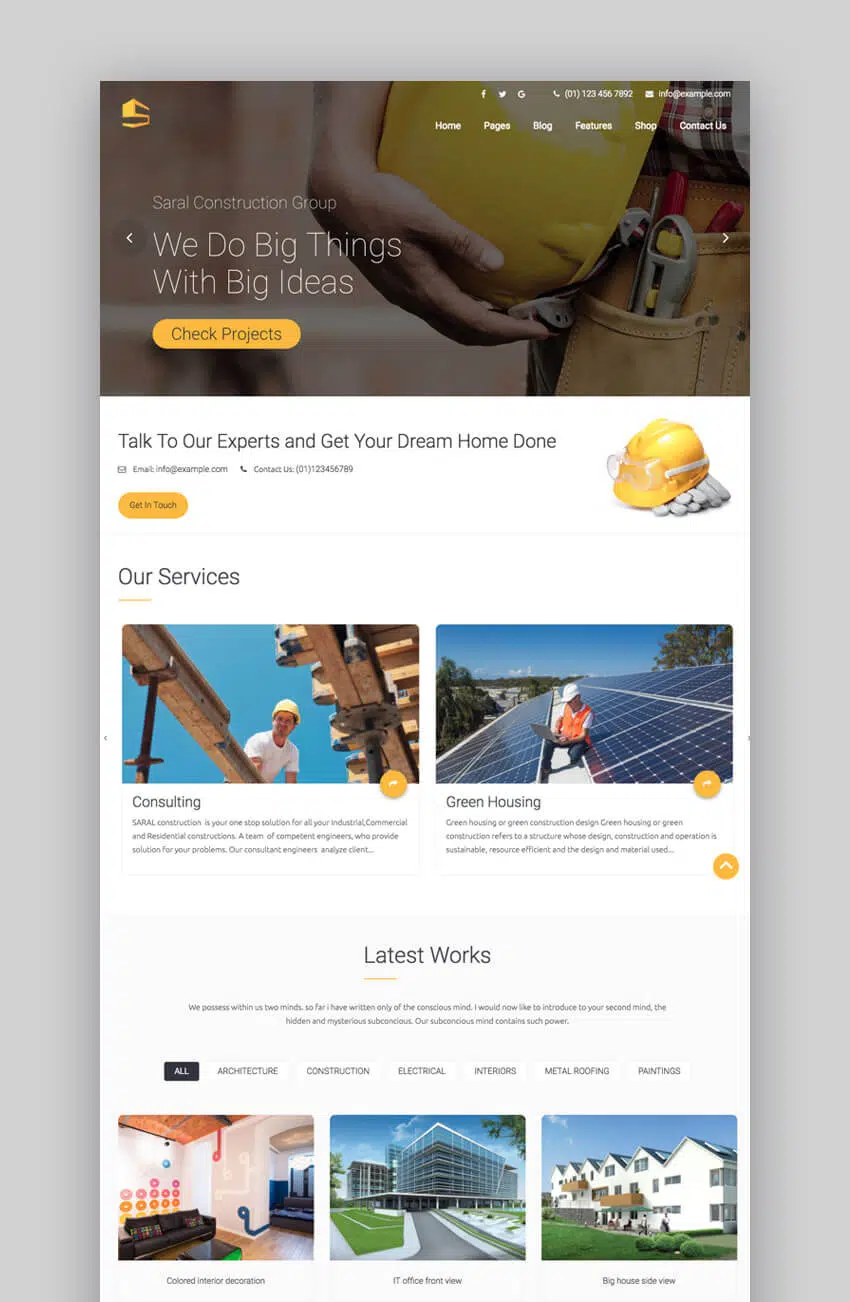 (01) 123 456 7892 info@example.com
Home Pages Blog Features Shop Contact Us
Saral Construction Group
We Do Big Things
With Big Ideas
Check Projects
Talk To Our Experts and Get Your Dream Home Done
Email: info@example.com Contact Us: (01)123456789
Get In Touch
Our Services
Consulting
SARAL construction is your one stop solution for all your Industrial,Commercial
and Residential constructions. A team of competent engineers, who provide
solution for your problems. Our consultant engineers analyze client...
Green Housing
Green housing or green construction design Green housing or green
construction refers to a structure whose design, construction and operation is
sustainable, resource efficient and the design and material used...
Latest Works
We possess within us two minds. so far i have written only of the conscious mind. I would now like to introduce to your second mind, the
hidden and mysterious subconcious. Our subconcious mind contains such power.
ALL ARCHITECTURE CONSTRUCTION ELECTRICAL INTERIORS METAL ROOFING PAINTINGS
Colored interior decoration
IT office front view
Big house side view